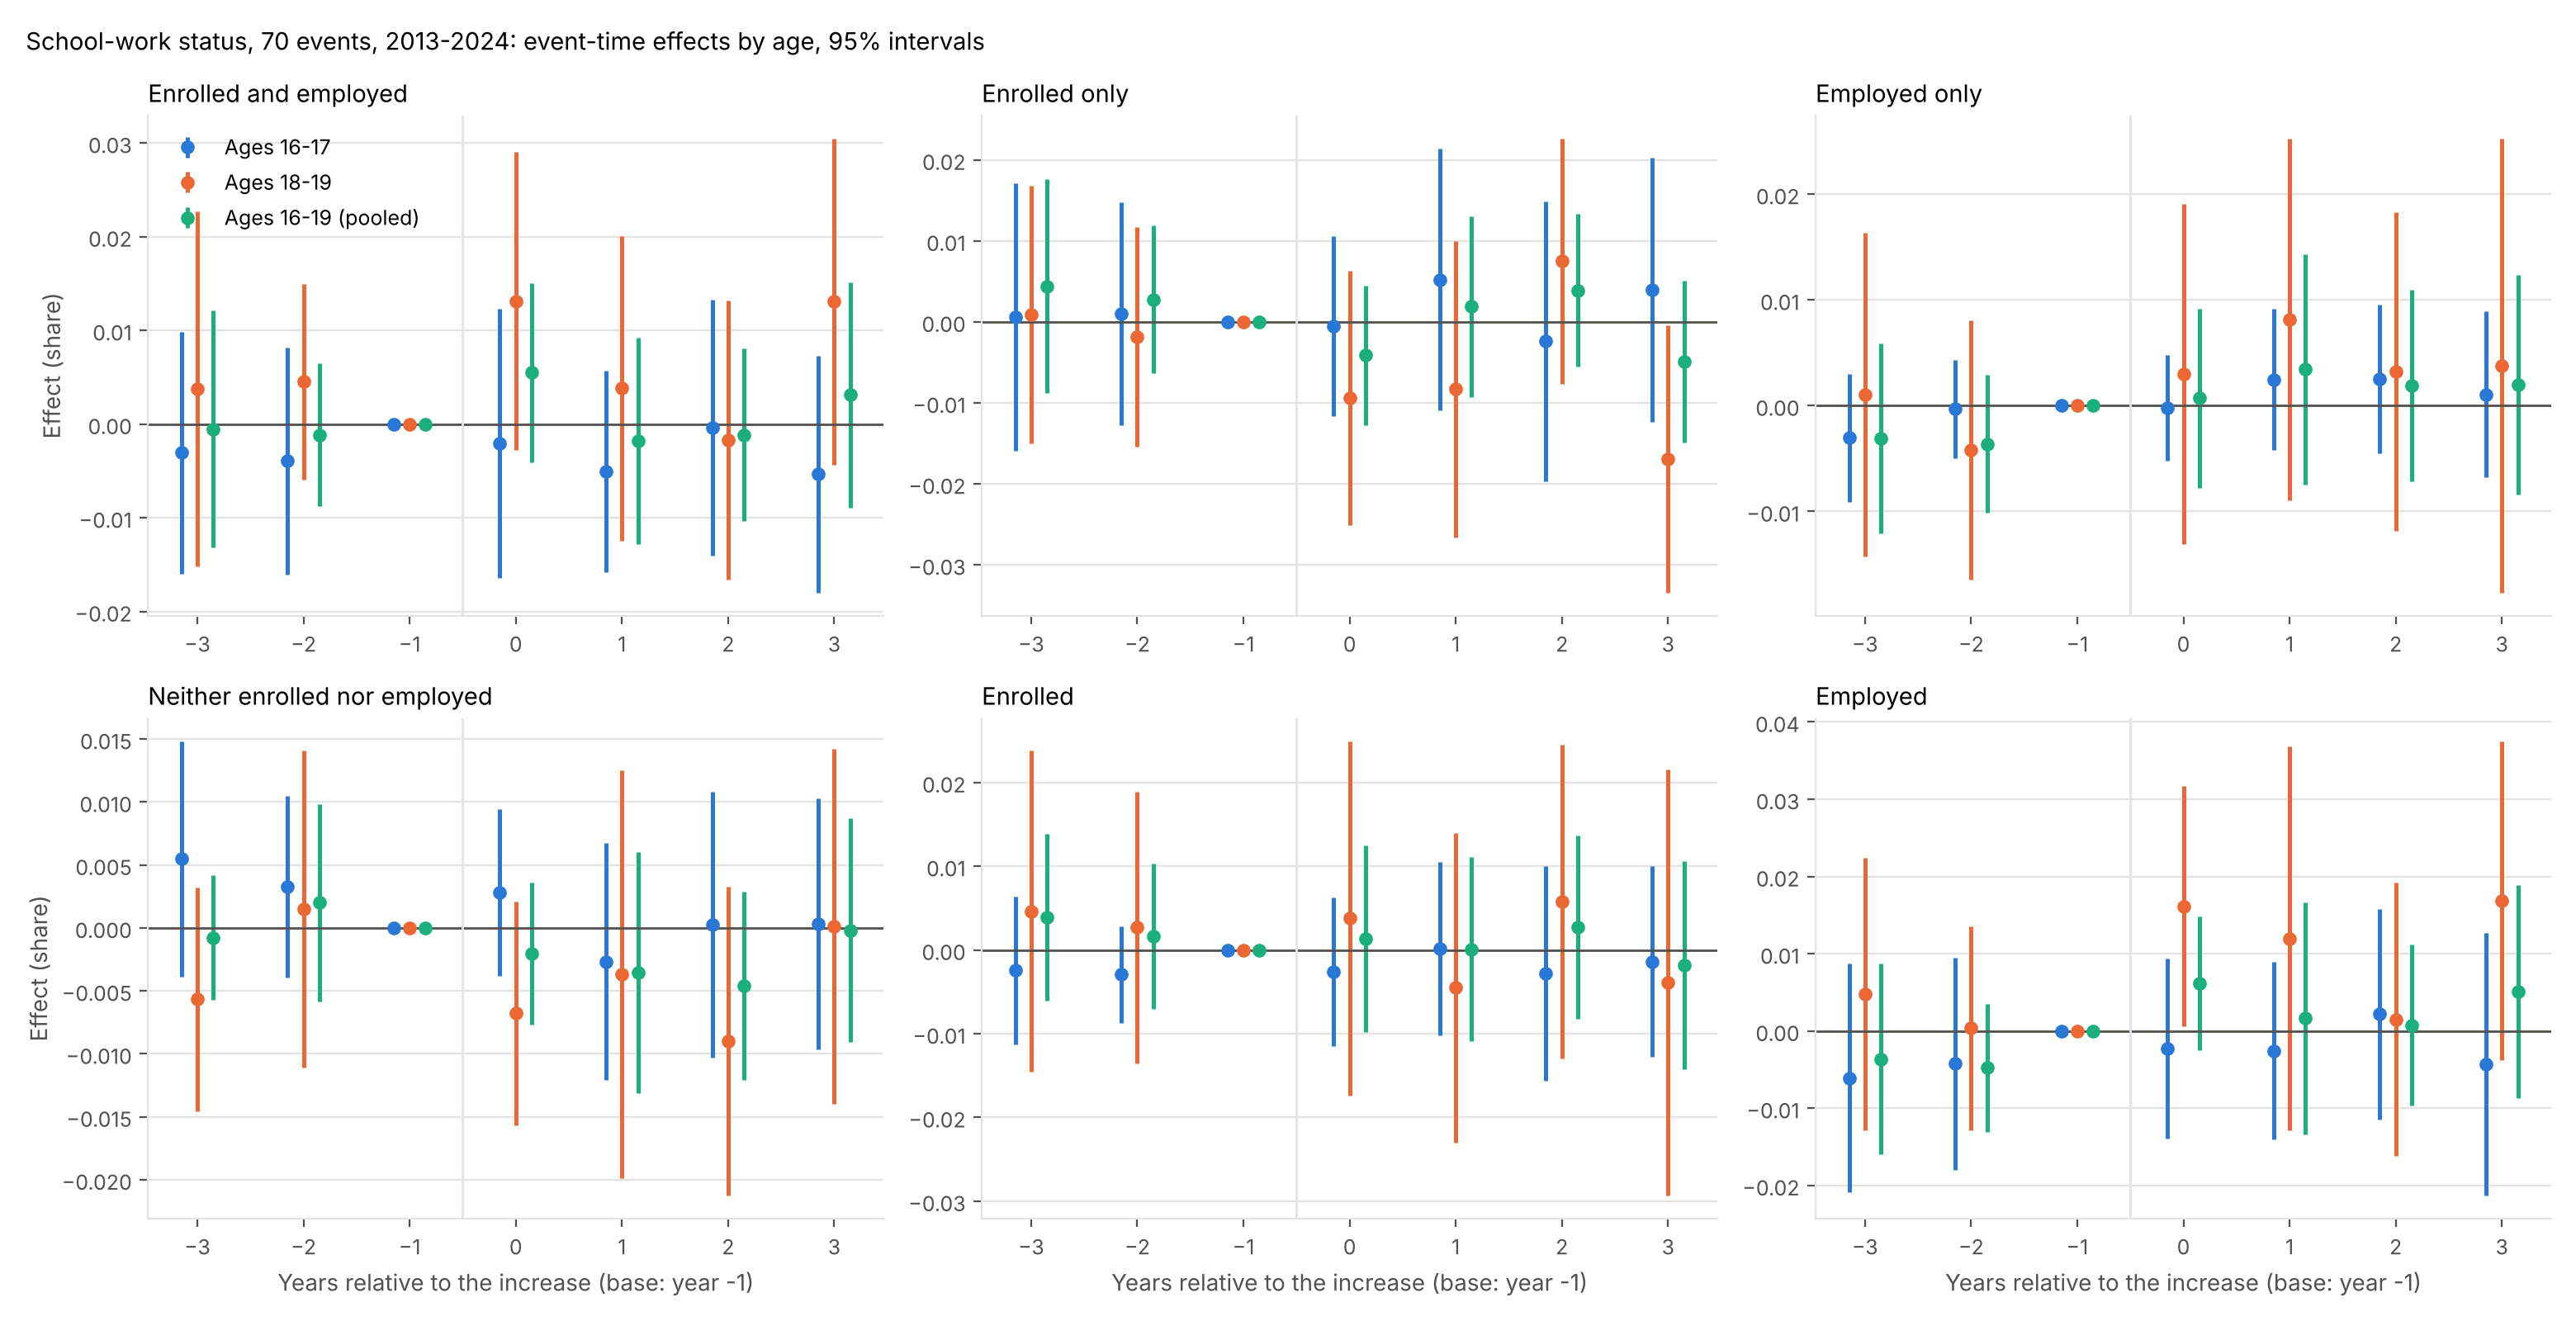 School-work status, 70 events, 2013-2024: event-time effects by age, 95% intervals
Enrolled and employed
Enrolled only
Employed only
Effect (share)
0.03
0.02
0.01
0.00
−0.01
−0.02
Ages 16-17
Ages 18-19
Ages 16-19 (pooled)
−3 −2 −1 0 1 2 3
0.02
0.01
0.00
−0.01
−0.02
−0.03
−3 −2 −1 0 1 2 3
0.02
0.01
0.00
−0.01
−3 −2 −1 0 1 2 3
Neither enrolled nor employed
Enrolled
Employed
Effect (share)
0.015
0.010
0.005
0.000
−0.005
−0.010
−0.015
−0.020
−3 −2 −1 0 1 2 3
Years relative to the increase (base: year -1)
0.02
0.01
0.00
−0.01
−0.02
−0.03
−3 −2 −1 0 1 2 3
Years relative to the increase (base: year -1)
0.04
0.03
0.02
0.01
0.00
−0.01
−0.02
−3 −2 −1 0 1 2 3
Years relative to the increase (base: year -1)